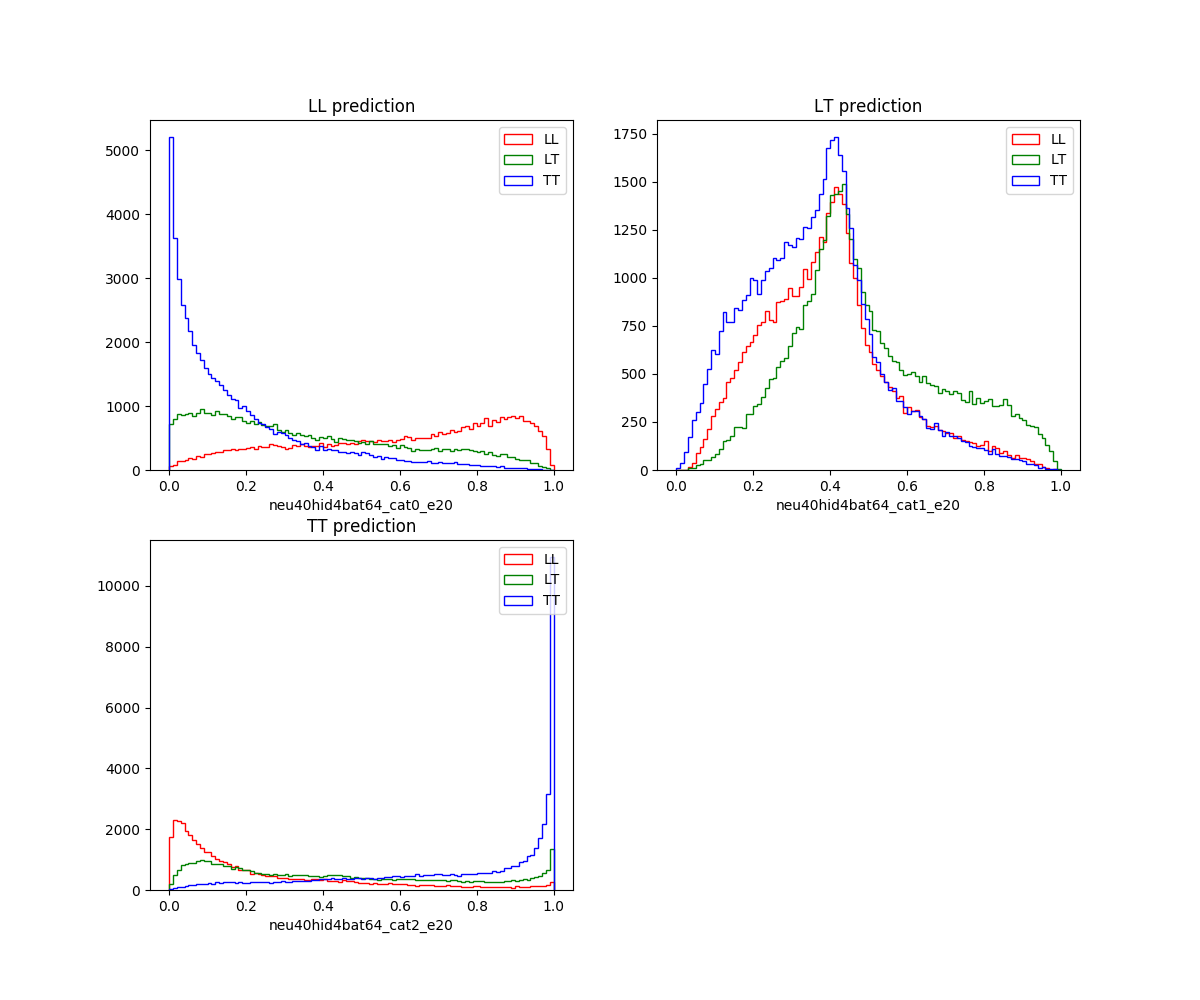 LL prediction
5000
4000
3000
2000
1000
0
0.0 0.2 0.4 0.6 0.8 1.0
neu40hid4bat64_cat0_e20
LL
LT
TT
LT prediction
1750
1500
1250
1000
750
500
250
0
0.0 0.2 0.4 0.6 0.8 1.0
neu40hid4bat64_cat1_e20
LL
LT
TT
TT prediction
10000
8000
6000
4000
2000
0
0.0 0.2 0.4 0.6 0.8 1.0
neu40hid4bat64_cat2_e20
LL
LT
TT